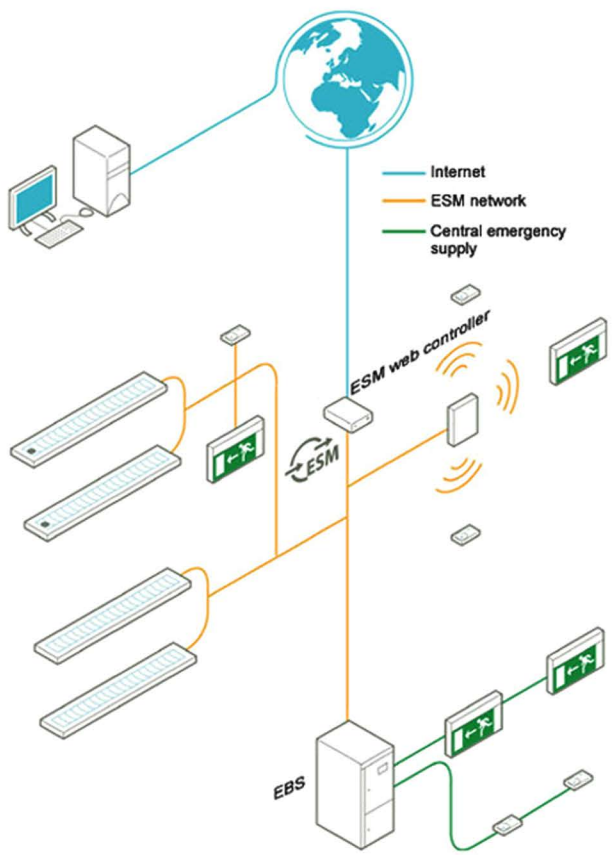 Internet
ESM network
Central emergency
supply
ESM web controller
ESM
EBS